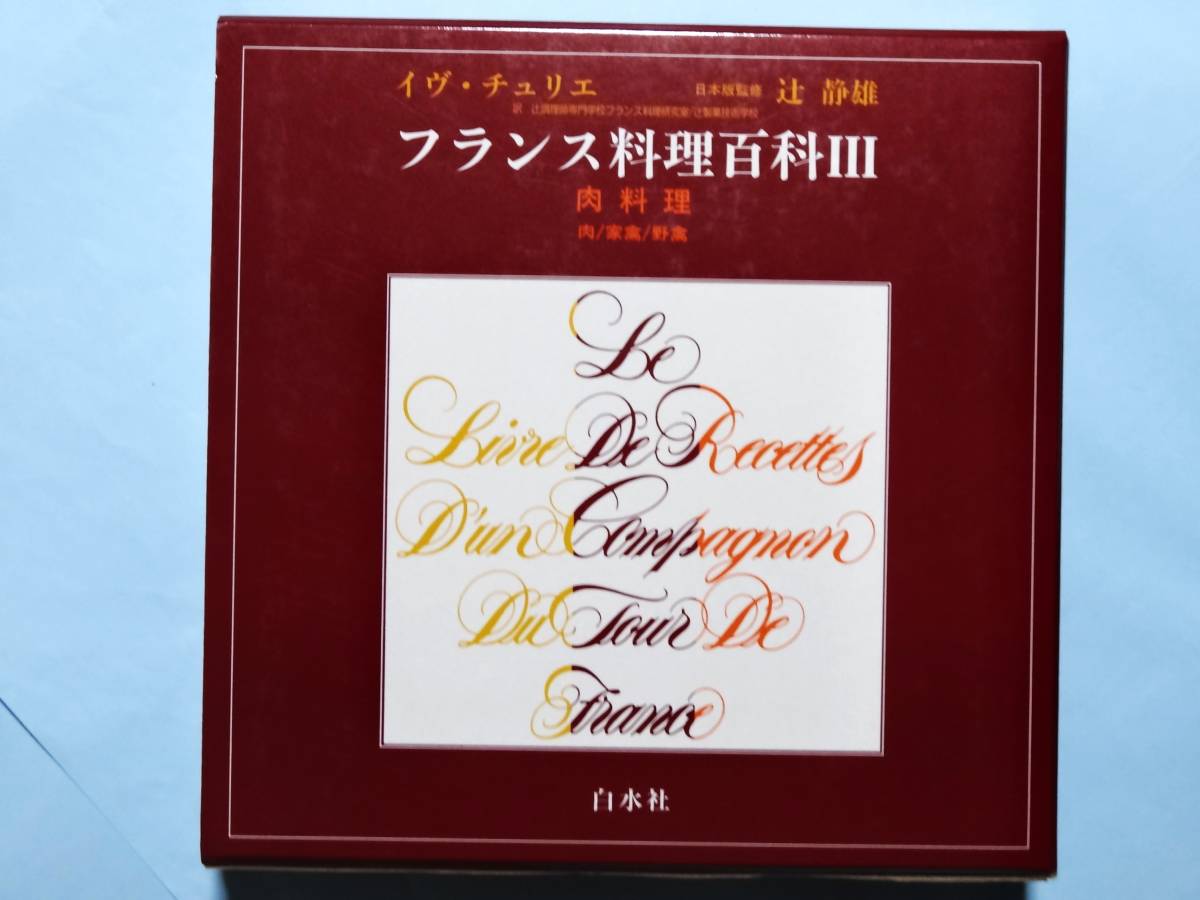 イヴ・チュリエ 日本版監修 辻 静雄
訳 辻調理師専門学校フランス料理研究室/辻製菓技術学校
フランス料理百科III
肉料理
肉/家禽/野禽
Le
Livre De Recettes
D'un Compagnon
Du Tour De
France
白水社